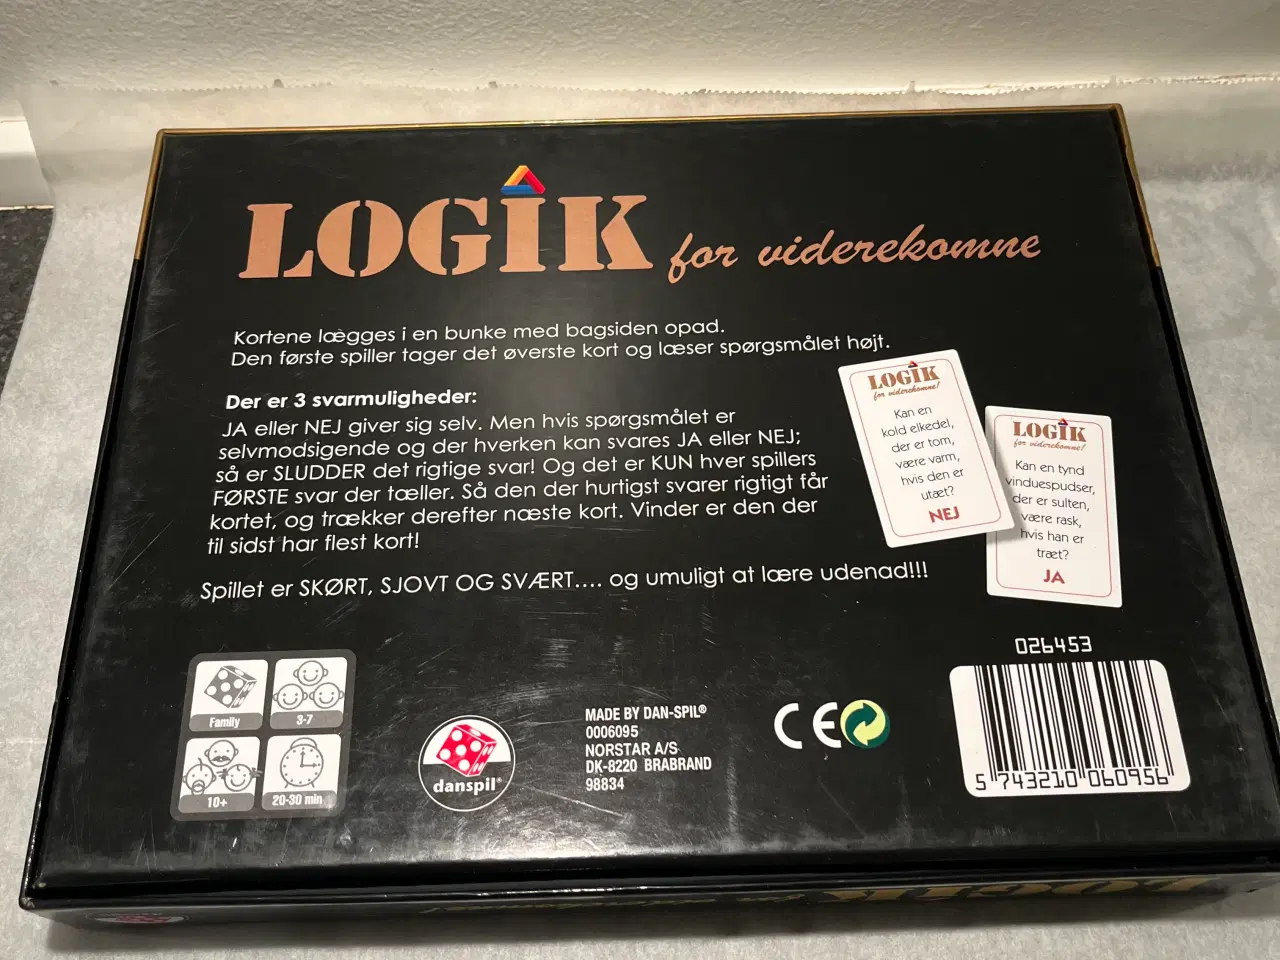 LOGIK for viderekomne
Kortene lægges i en bunke med bagsiden opad.
Den første spiller tager det øverste kort og læser spørgsmålet højt.
Der er 3 svarmuligheder:
JA eller NEJ giver sig selv. Men hvis spørgsmålet er
selvmodsigende og der hverken kan svares JA eller NEJ;
så er SLUDDER det rigtige svar! Og det er KUN hver spillers
FØRSTE svar der tæller. Så den der hurtigst svarer rigtigt får
kortet, og trækker derefter næste kort. Vinder er den der
til sidst har flest kort!
Spillet er SKØRT, SJOVT OG SVÆRT.... og umuligt at lære udenad!!!
LOGIK
for viderekomne!
Kan en
kold elkedel,
der er tom,
være varm,
hvis den er
utæt?
NEJ
LOGIK
for viderekomne!
Kan en tynd
vinduespudser,
der er sulten,
være rask,
hvis han er
træt?
JA
Family
3-7
10+
20-30 min
danspil®
MADE BY DAN-SPIL®
0006095
NORSTAR A/S
DK-8220 BRABRAND
98834
CE
026453
5 743210 060956
LOGIK for viderekomne!